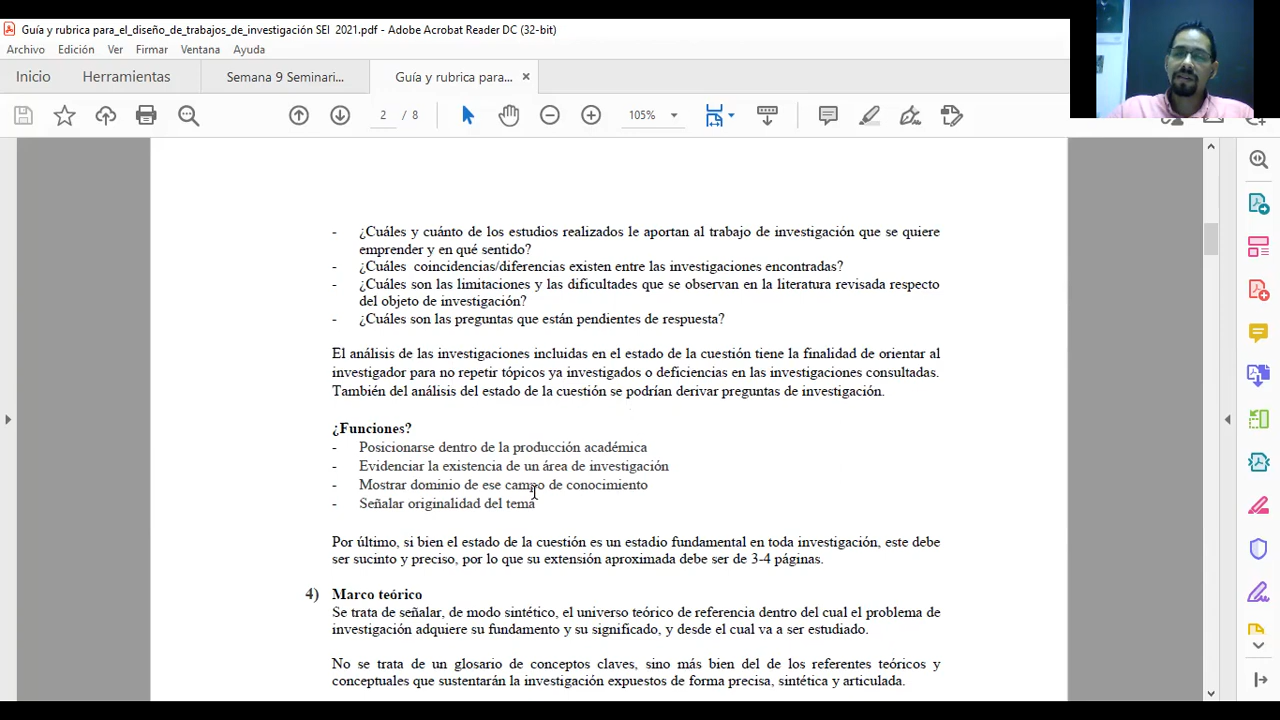 Guía y rubrica para_el_diseño_de_trabajos_de_investigación SEI 2021.pdf - Adobe Acrobat Reader DC (32-bit)
Archivo Edición Ver Firmar Ventana Ayuda
Inicio Herramientas Semana 9 Seminari... Guía y rubrica para... ×
2 / 8 105%
- ¿Cuáles y cuánto de los estudios realizados le aportan al trabajo de investigación que se quiere
emprender y en qué sentido?
- ¿Cuáles coincidencias/diferencias existen entre las investigaciones encontradas?
- ¿Cuáles son las limitaciones y las dificultades que se observan en la literatura revisada respecto
del objeto de investigación?
- ¿Cuáles son las preguntas que están pendientes de respuesta?
El análisis de las investigaciones incluidas en el estado de la cuestión tiene la finalidad de orientar al
investigador para no repetir tópicos ya investigados o deficiencias en las investigaciones consultadas.
También del análisis del estado de la cuestión se podrían derivar preguntas de investigación.
¿Funciones?
- Posicionarse dentro de la producción académica
- Evidenciar la existencia de un área de investigación
- Mostrar dominio de ese campo de conocimiento
- Señalar originalidad del tema
Por último, si bien el estado de la cuestión es un estadio fundamental en toda investigación, este debe
ser sucinto y preciso, por lo que su extensión aproximada debe ser de 3-4 páginas.
4) Marco teórico
Se trata de señalar, de modo sintético, el universo teórico de referencia dentro del cual el problema de
investigación adquiere su fundamento y su significado, y desde el cual va a ser estudiado.
No se trata de un glosario de conceptos claves, sino más bien del de los referentes teóricos y
conceptuales que sustentarán la investigación expuestos de forma precisa, sintética y articulada.